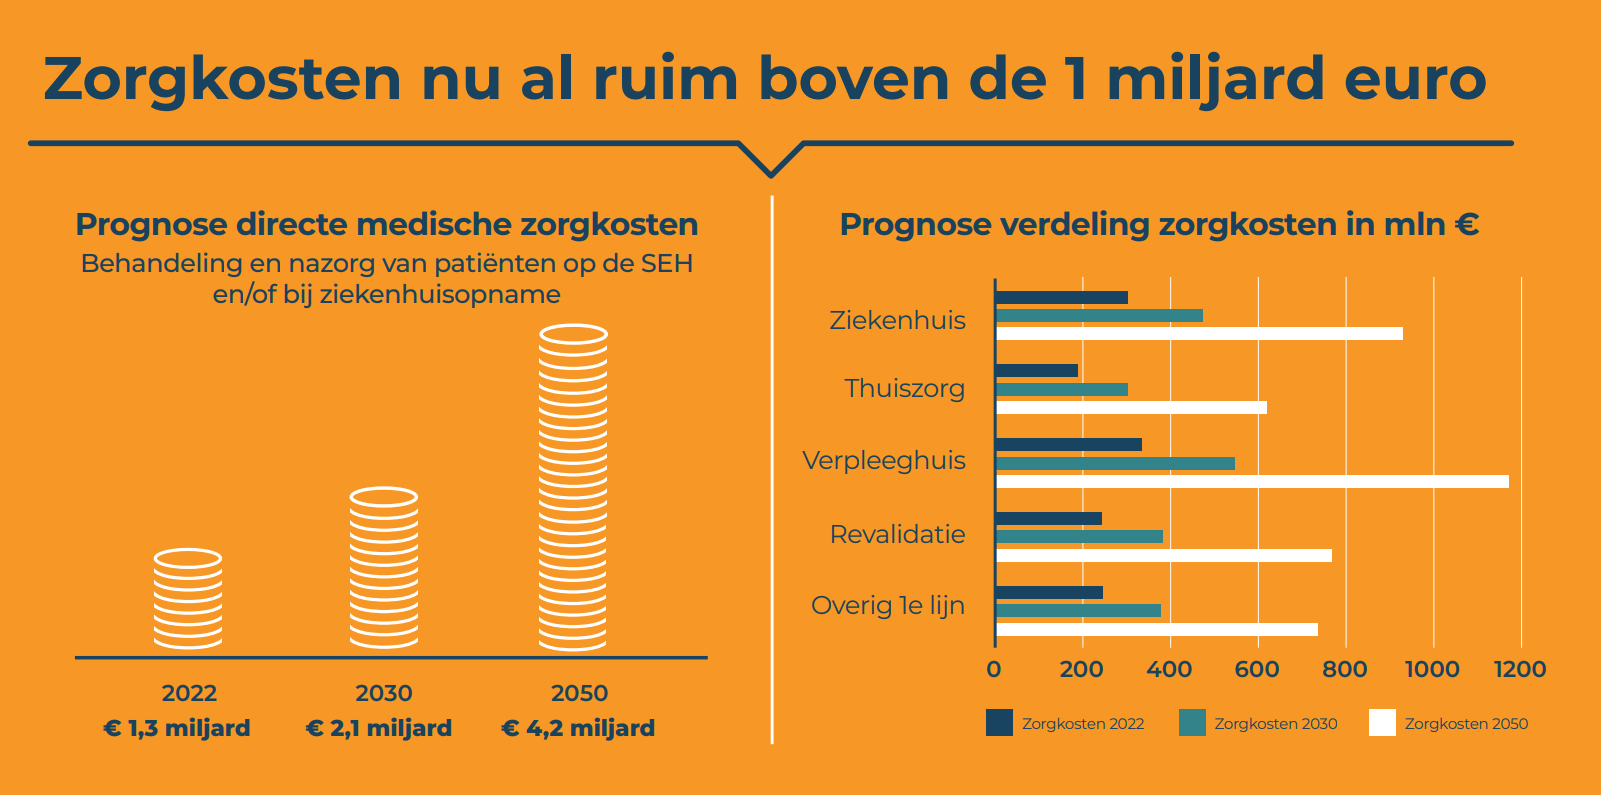 Zorgkosten nu al ruim boven de 1 miljard euro
Prognose directe medische zorgkosten
Behandeling en nazorg van patiënten op de SEH
en/of bij ziekenhuisopname
2022
2030
2050
€ 1,3 miljard
€ 2,1 miljard
€ 4,2 miljard
Prognose verdeling zorgkosten in mln €
Ziekenhuis
Thuiszorg
Verpleeghuis
Revalidatie
Overig 1e lijn
0 200 400 600 800 1000 1200
Zorgkosten 2022
Zorgkosten 2030
Zorgkosten 2050